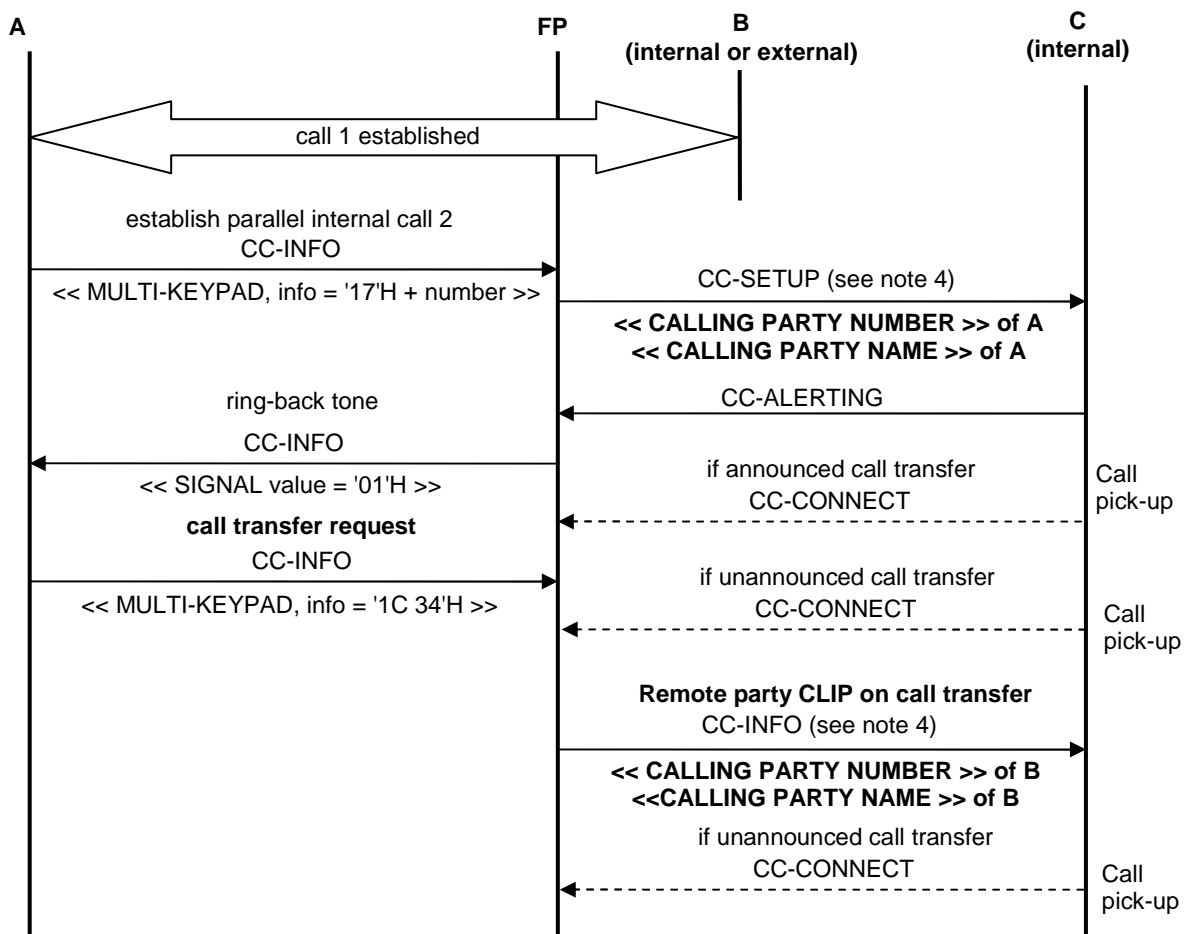 A
FP
B
(internal or external)
C
(internal)
call 1 established
establish parallel internal call 2
CC-INFO
<< MULTI-KEYPAD, info = '17'H + number >>
CC-SETUP (see note 4)
<< CALLING PARTY NUMBER >> of A
<< CALLING PARTY NAME >> of A
CC-ALERTING
ring-back tone
CC-INFO
<< SIGNAL value = '01'H >>
if announced call transfer
CC-CONNECT
Call
pick-up
call transfer request
CC-INFO
<< MULTI-KEYPAD, info = '1C 34'H >>
if unannounced call transfer
CC-CONNECT
Call
pick-up
Remote party CLIP on call transfer
CC-INFO (see note 4)
<< CALLING PARTY NUMBER >> of B
<<CALLING PARTY NAME >> of B
if unannounced call transfer
CC-CONNECT
Call
pick-up